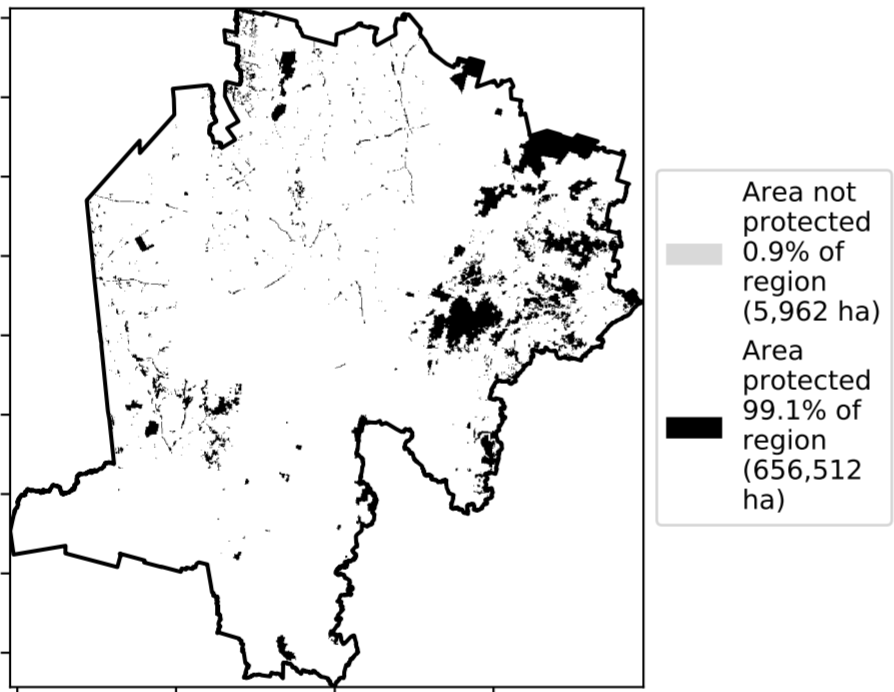 Area not
protected
0.9% of
region
(5,962 ha)
Area
protected
99.1% of
region
(656,512
ha)